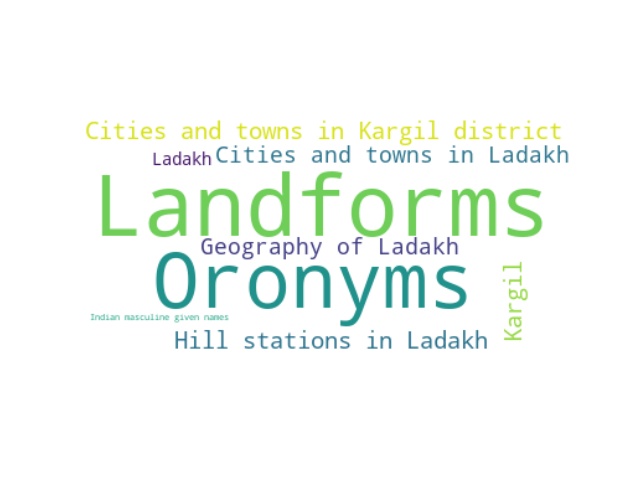 Cities and towns in Kargil district
Ladakh
Cities and towns in Ladakh
Landforms
Geography of Ladakh
Oronyms
Kargil
Indian masculine given names
Hill stations in Ladakh